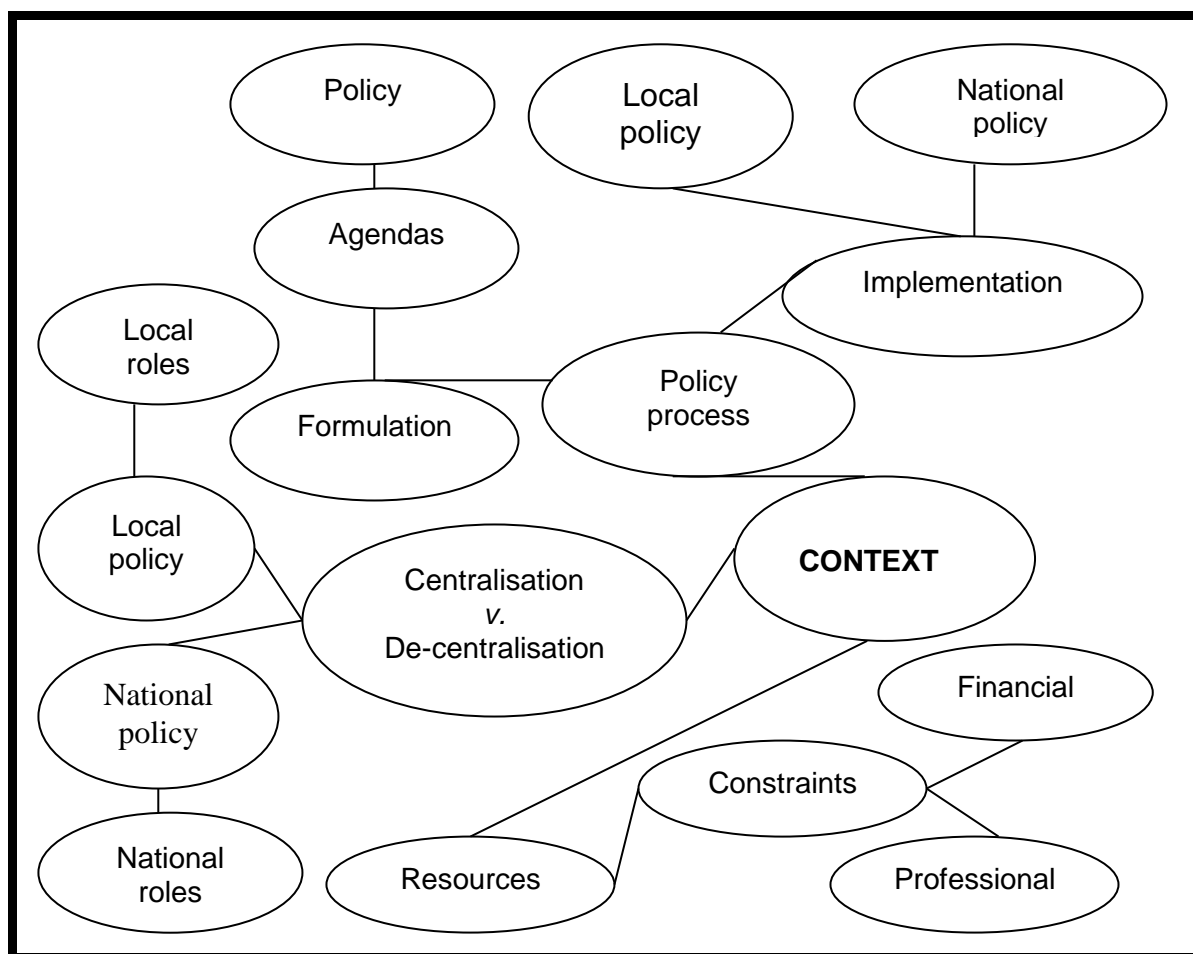 Policy
Local
policy
National
policy
Agendas
Implementation
Local
roles
Policy
process
Formulation
Local
policy
CONTEXT
Centralisation
v.
De-centralisation
National
policy
Financial
Constraints
National
roles
Resources
Professional